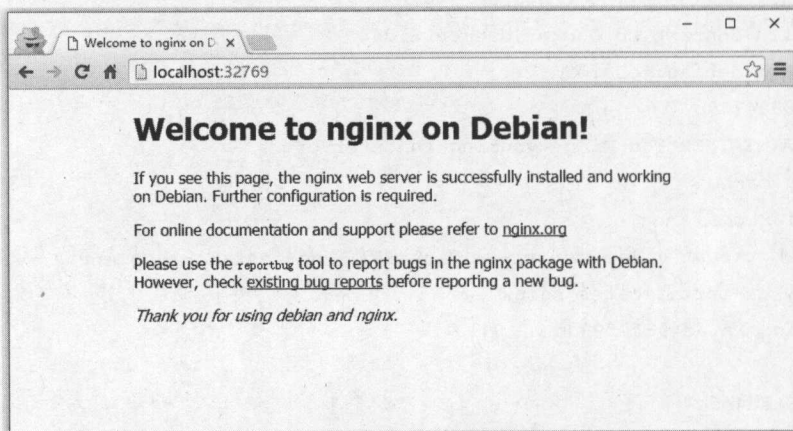 Welcome to nginx on D
localhost:32769
Welcome to nginx on Debian!
If you see this page, the nginx web server is successfully installed and working
on Debian. Further configuration is required.
For online documentation and support please refer to nginx.org
Please use the reportbug tool to report bugs in the nginx package with Debian.
However, check existing bug reports before reporting a new bug.
Thank you for using debian and nginx.